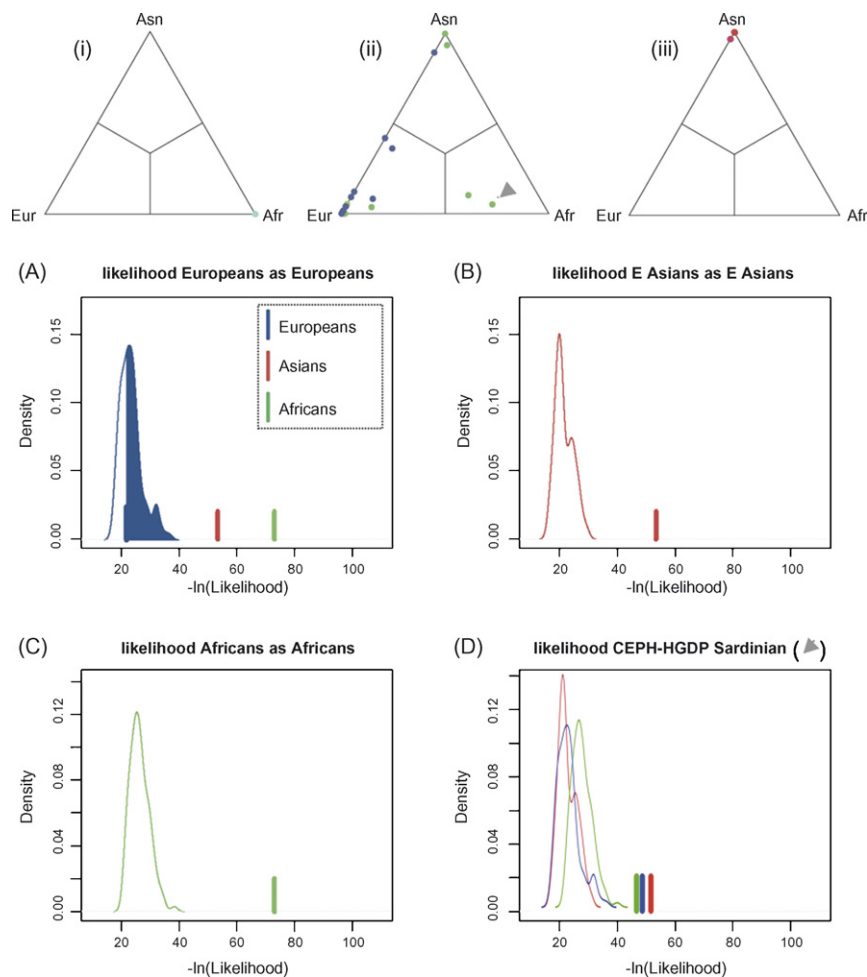 Asn Asn Asn
(i) (ii) (iii)
Eur Afr Eur Afr Eur Afr
(A) likelihood Europeans as Europeans
Density
0.15
0.10
0.05
0.00
Europeans
Asians
Africans
20 40 60 80 100
-ln(Likelihood)
(B) likelihood E Asians as E Asians
Density
0.15
0.10
0.05
0.00
20 40 60 80 100
-ln(Likelihood)
(C) likelihood Africans as Africans
Density
0.12
0.08
0.04
0.00
20 40 60 80 100
-ln(Likelihood)
(D) likelihood CEPH-HGDP Sardinian ( )
Density
0.12
0.08
0.04
0.00
20 40 60 80 100
-ln(Likelihood)